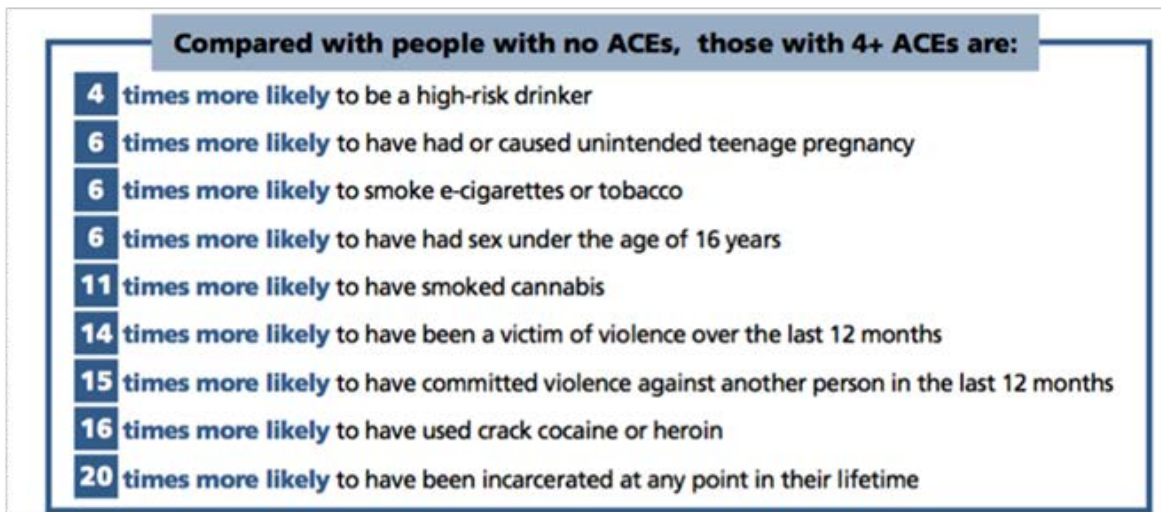 Compared with people with no ACEs, those with 4+ ACEs are:
4 times more likely to be a high-risk drinker
6 times more likely to have had or caused unintended teenage pregnancy
6 times more likely to smoke e-cigarettes or tobacco
6 times more likely to have had sex under the age of 16 years
11 times more likely to have smoked cannabis
14 times more likely to have been a victim of violence over the last 12 months
15 times more likely to have committed violence against another person in the last 12 months
16 times more likely to have used crack cocaine or heroin
20 times more likely to have been incarcerated at any point in their lifetime